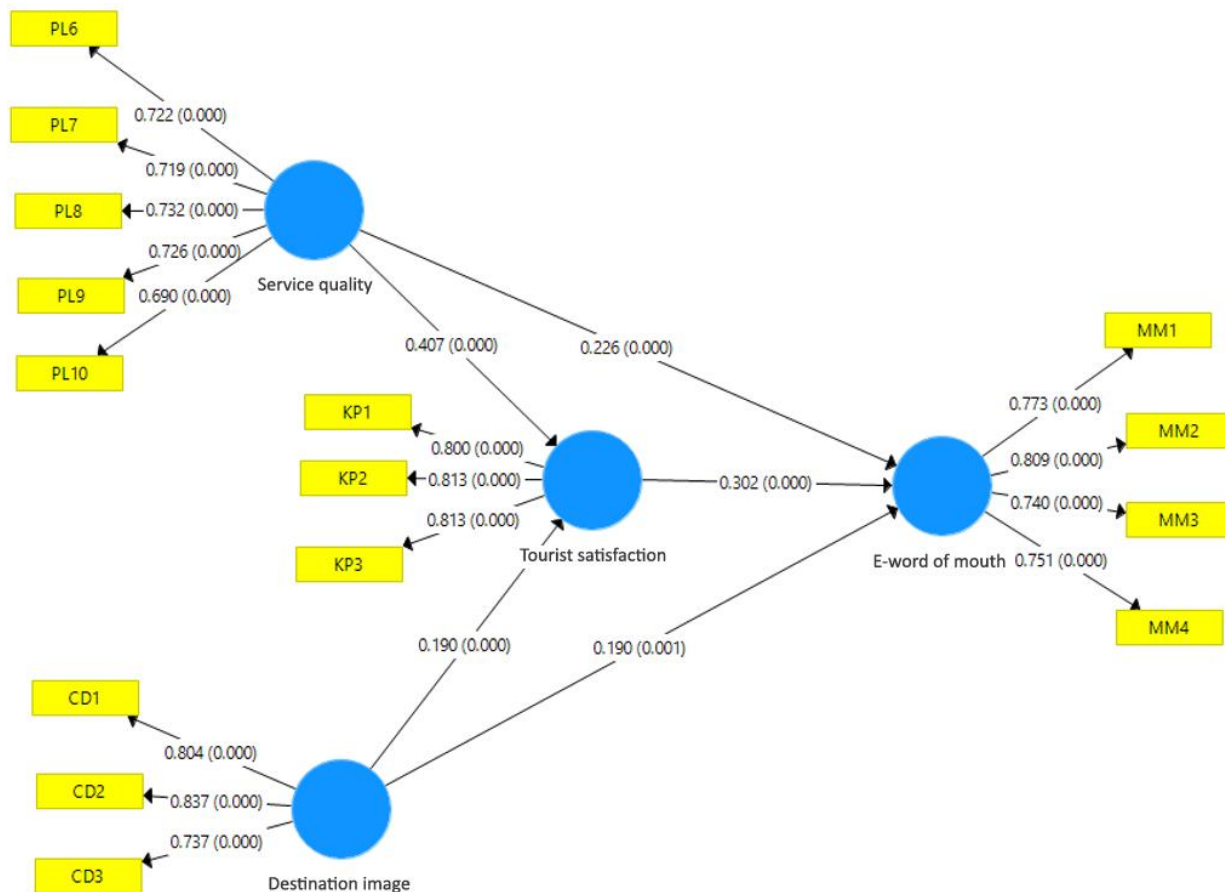 PL6
0.722 (0.000)
PL7
0.719 (0.000)
PL8
0.732 (0.000)
0.726 (0.000)
PL9
0.690 (0.000)
PL10
Service quality
0.407 (0.000)
0.226 (0.000)
KP1
0.800 (0.000)
KP2
0.813 (0.000)
0.813 (0.000)
KP3
Tourist satisfaction
0.302 (0.000)
MM1
0.773 (0.000)
MM2
0.809 (0.000)
0.740 (0.000)
MM3
0.751 (0.000)
MM4
E-word of mouth
0.190 (0.000)
0.190 (0.001)
CD1
0.804 (0.000)
CD2
0.837 (0.000)
0.737 (0.000)
CD3
Destination image